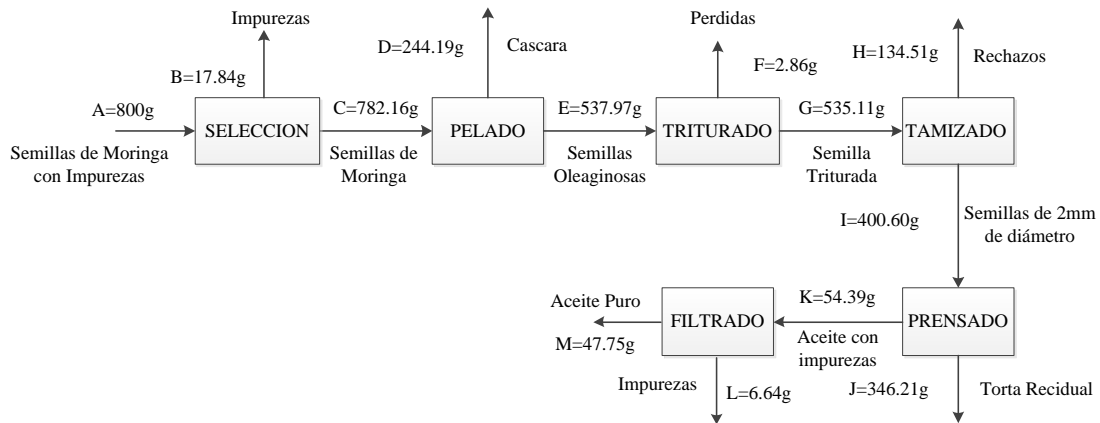 Impurezas
B=17.84g
A=800g
SELECCION
Semillas de Moringa
con Impurezas
C=782.16g
Semillas de
Moringa
D=244.19g
Cascara
PELADO
E=537.97g
Semillas
Oleaginosas
Perdidas
F=2.86g
TRITURADO
G=535.11g
Semilla
Triturada
H=134.51g
Rechazos
TAMIZADO
I=400.60g
Semillas de 2mm
de diámetro
PRENSADO
K=54.39g
Aceite con
impurezas
J=346.21g
Torta Recidual
FILTRADO
Aceite Puro
M=47.75g
Impurezas
L=6.64g